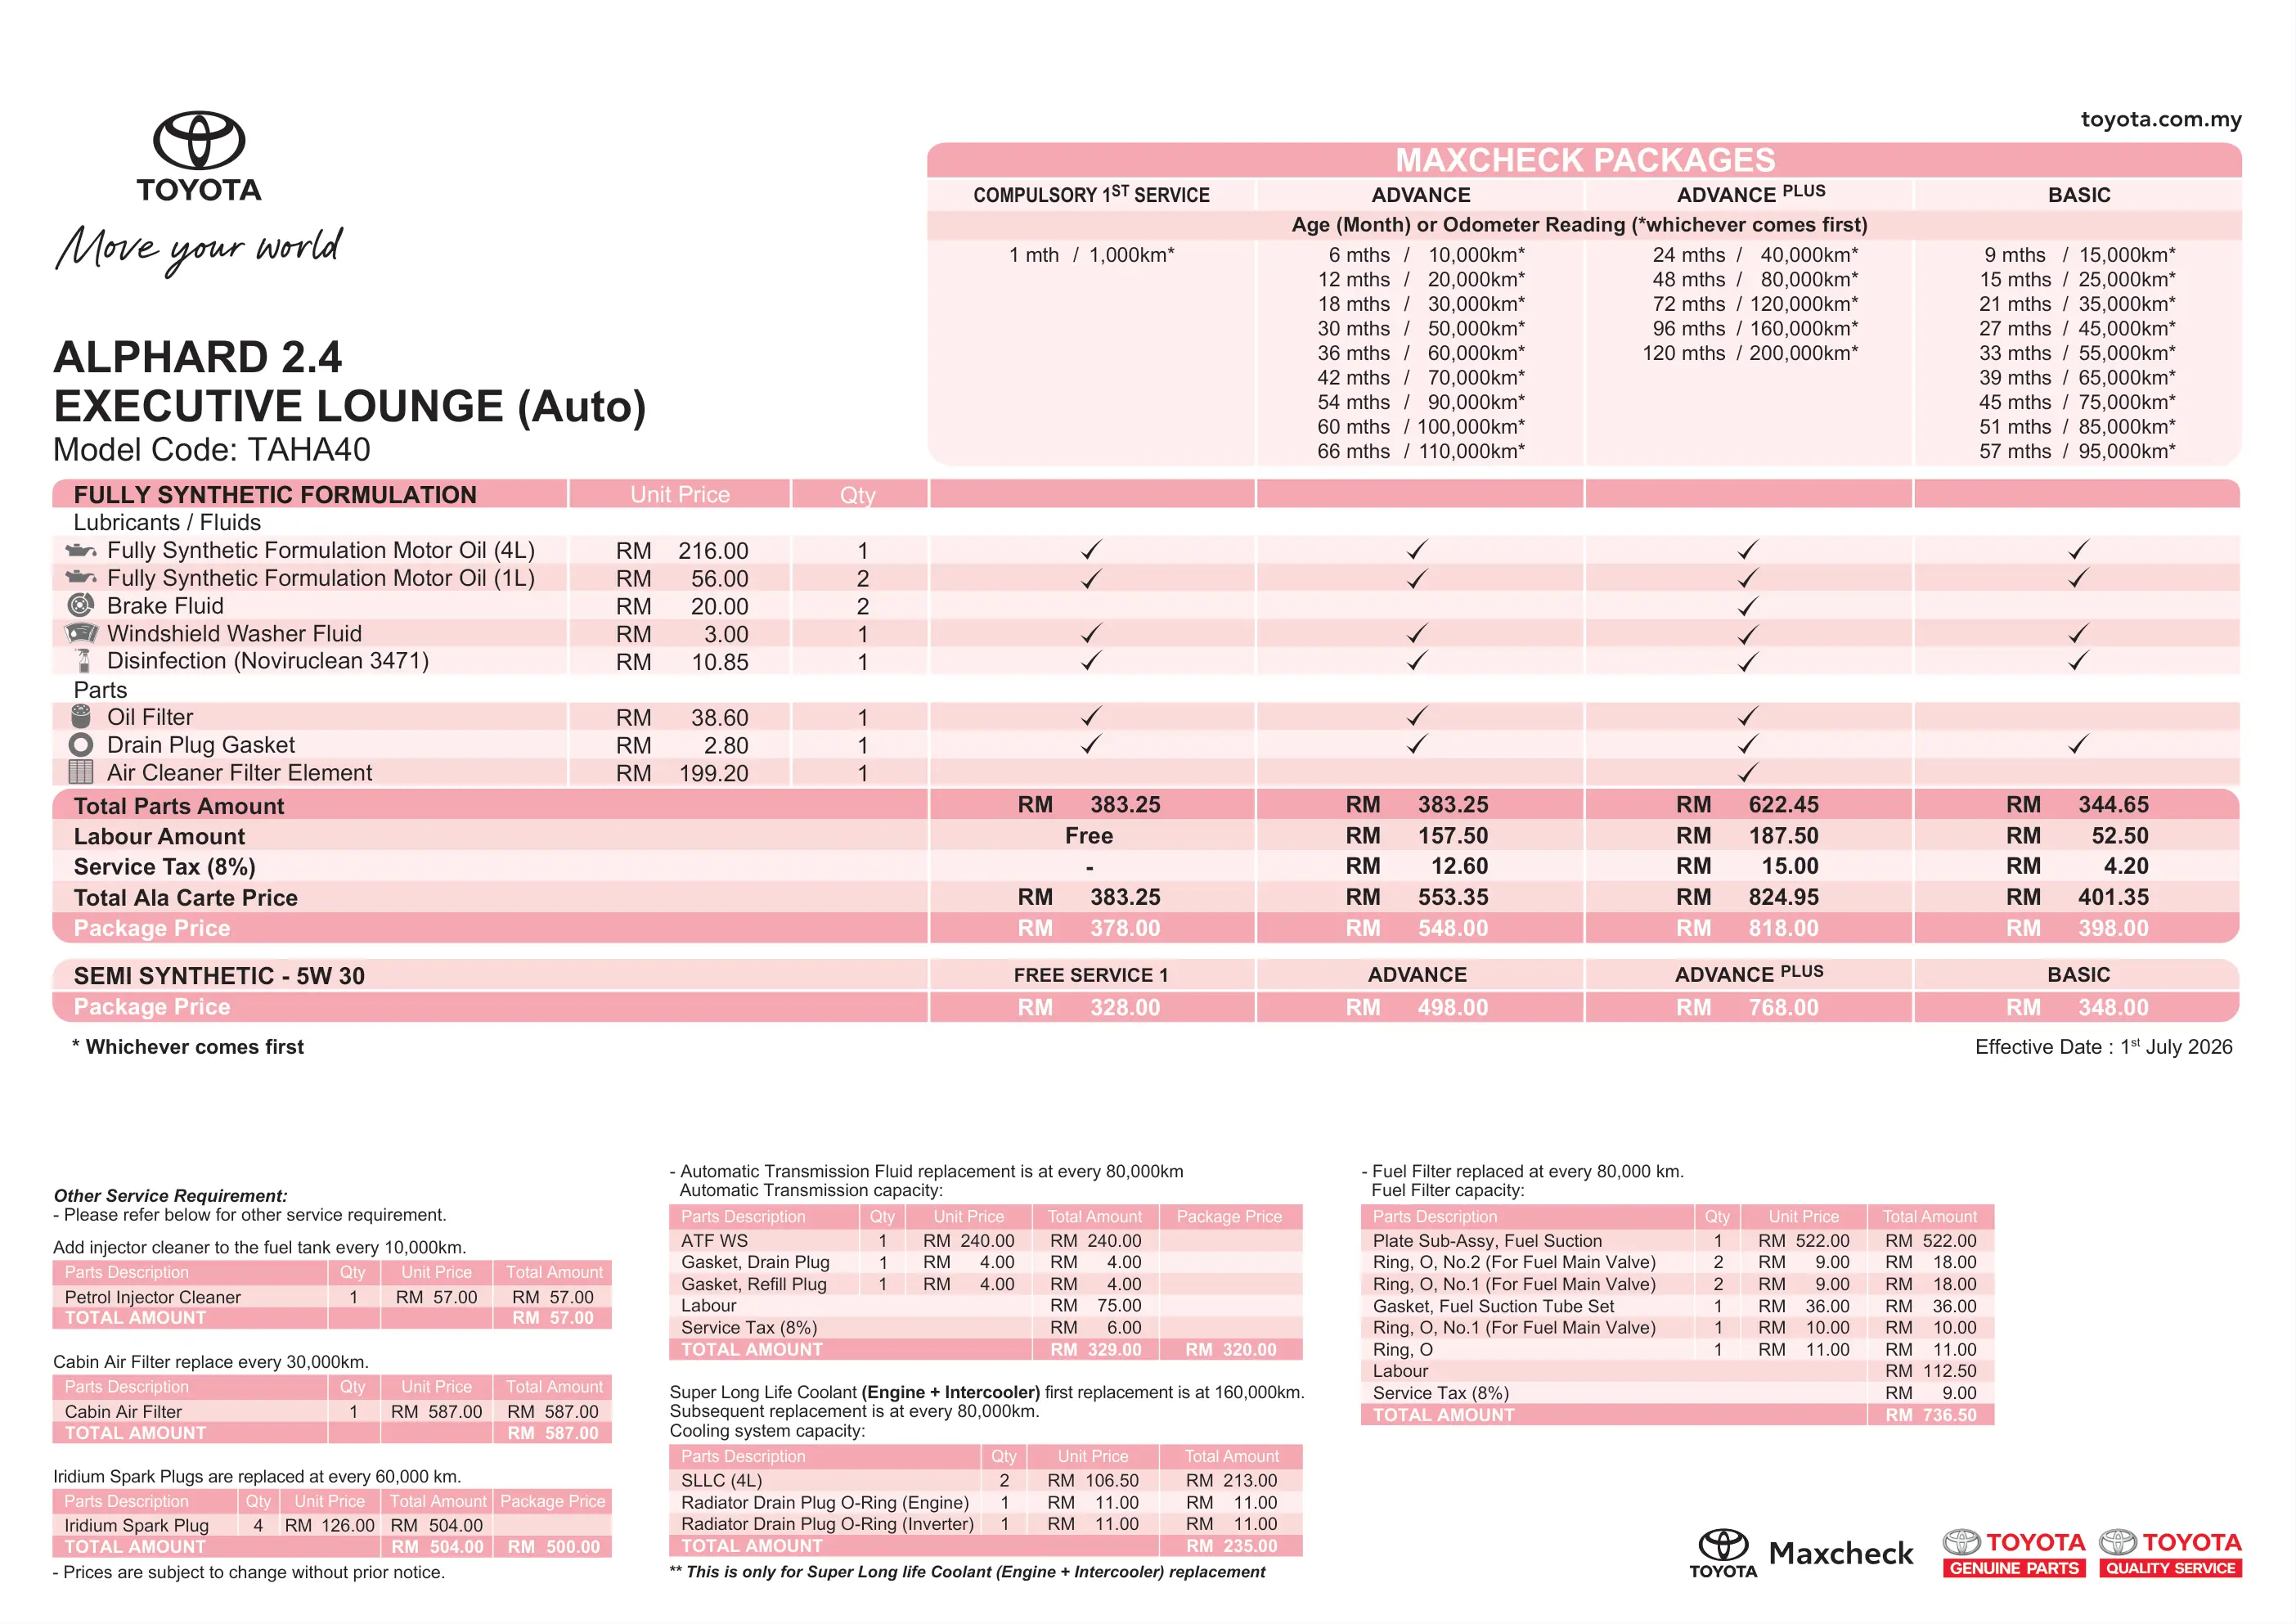 TOYOTA
Move your world
toyota.com.my
ALPHARD 2.4
EXECUTIVE LOUNGE (Auto)
Model Code: TAHA40
MAXCHECK PACKAGES
COMPULSORY 1ST SERVICE ADVANCE ADVANCE PLUS BASIC
Age (Month) or Odometer Reading (*whichever comes first)
1 mth / 1,000km* 6 mths / 10,000km* 24 mths / 40,000km* 9 mths / 15,000km*
12 mths / 20,000km* 48 mths / 80,000km* 15 mths / 25,000km*
18 mths / 30,000km* 72 mths / 120,000km* 21 mths / 35,000km*
30 mths / 50,000km* 96 mths / 160,000km* 27 mths / 45,000km*
36 mths / 60,000km* 120 mths / 200,000km* 33 mths / 55,000km*
42 mths / 70,000km* 39 mths / 65,000km*
54 mths / 90,000km* 45 mths / 75,000km*
60 mths / 100,000km* 51 mths / 85,000km*
66 mths / 110,000km* 57 mths / 95,000km*
FULLY SYNTHETIC FORMULATION Unit Price Qty
Lubricants / Fluids
Fully Synthetic Formulation Motor Oil (4L) RM 216.00 1 ✓ ✓ ✓ ✓
Fully Synthetic Formulation Motor Oil (1L) RM 56.00 2 ✓ ✓ ✓ ✓
Brake Fluid RM 20.00 2 ✓
Windshield Washer Fluid RM 3.00 1 ✓ ✓ ✓ ✓
Disinfection (Noviruclean 3471) RM 10.85 1 ✓ ✓ ✓ ✓
Parts
Oil Filter RM 38.60 1 ✓ ✓ ✓
Drain Plug Gasket RM 2.80 1 ✓ ✓ ✓ ✓
Air Cleaner Filter Element RM 199.20 1 ✓
Total Parts Amount RM 383.25 RM 383.25 RM 622.45 RM 344.65
Labour Amount Free RM 157.50 RM 187.50 RM 52.50
Service Tax (8%) - RM 12.60 RM 15.00 RM 4.20
Total Ala Carte Price RM 383.25 RM 553.35 RM 824.95 RM 401.35
Package Price RM 378.00 RM 548.00 RM 818.00 RM 398.00
SEMI SYNTHETIC - 5W 30 FREE SERVICE 1 ADVANCE ADVANCE PLUS BASIC
Package Price RM 328.00 RM 498.00 RM 768.00 RM 348.00
* Whichever comes first
Effective Date : 1st July 2026
Other Service Requirement:
- Please refer below for other service requirement.
Add injector cleaner to the fuel tank every 10,000km.
Parts Description Qty Unit Price Total Amount
Petrol Injector Cleaner 1 RM 57.00 RM 57.00
TOTAL AMOUNT RM 57.00
Cabin Air Filter replace every 30,000km.
Parts Description Qty Unit Price Total Amount
Cabin Air Filter 1 RM 587.00 RM 587.00
TOTAL AMOUNT RM 587.00
Iridium Spark Plugs are replaced at every 60,000 km.
Parts Description Qty Unit Price Total Amount Package Price
Iridium Spark Plug 4 RM 126.00 RM 504.00
TOTAL AMOUNT RM 504.00 RM 500.00
- Prices are subject to change without prior notice.
- Automatic Transmission Fluid replacement is at every 80,000km
Automatic Transmission capacity:
Parts Description Qty Unit Price Total Amount Package Price
ATF WS 1 RM 240.00 RM 240.00
Gasket, Drain Plug 1 RM 4.00 RM 4.00
Gasket, Refill Plug 1 RM 4.00 RM 4.00
Labour RM 75.00
Service Tax (8%) RM 6.00
TOTAL AMOUNT RM 329.00 RM 320.00
Super Long Life Coolant (Engine + Intercooler) first replacement is at 160,000km.
Subsequent replacement is at every 80,000km.
Cooling system capacity:
Parts Description Qty Unit Price Total Amount
SLLC (4L) 2 RM 106.50 RM 213.00
Radiator Drain Plug O-Ring (Engine) 1 RM 11.00 RM 11.00
Radiator Drain Plug O-Ring (Inverter) 1 RM 11.00 RM 11.00
TOTAL AMOUNT RM 235.00
** This is only for Super Long life Coolant (Engine + Intercooler) replacement
- Fuel Filter replaced at every 80,000 km.
Fuel Filter capacity:
Parts Description Qty Unit Price Total Amount
Plate Sub-Assy, Fuel Suction 1 RM 522.00 RM 522.00
Ring, O, No.2 (For Fuel Main Valve) 2 RM 9.00 RM 18.00
Ring, O, No.1 (For Fuel Main Valve) 2 RM 9.00 RM 18.00
Gasket, Fuel Suction Tube Set 1 RM 36.00 RM 36.00
Ring, O, No.1 (For Fuel Main Valve) 1 RM 10.00 RM 10.00
Ring, O 1 RM 11.00 RM 11.00
Labour RM 112.50
Service Tax (8%) RM 9.00
TOTAL AMOUNT RM 736.50
TOYOTA Maxcheck
TOYOTA GENUINE PARTS
TOYOTA QUALITY SERVICE